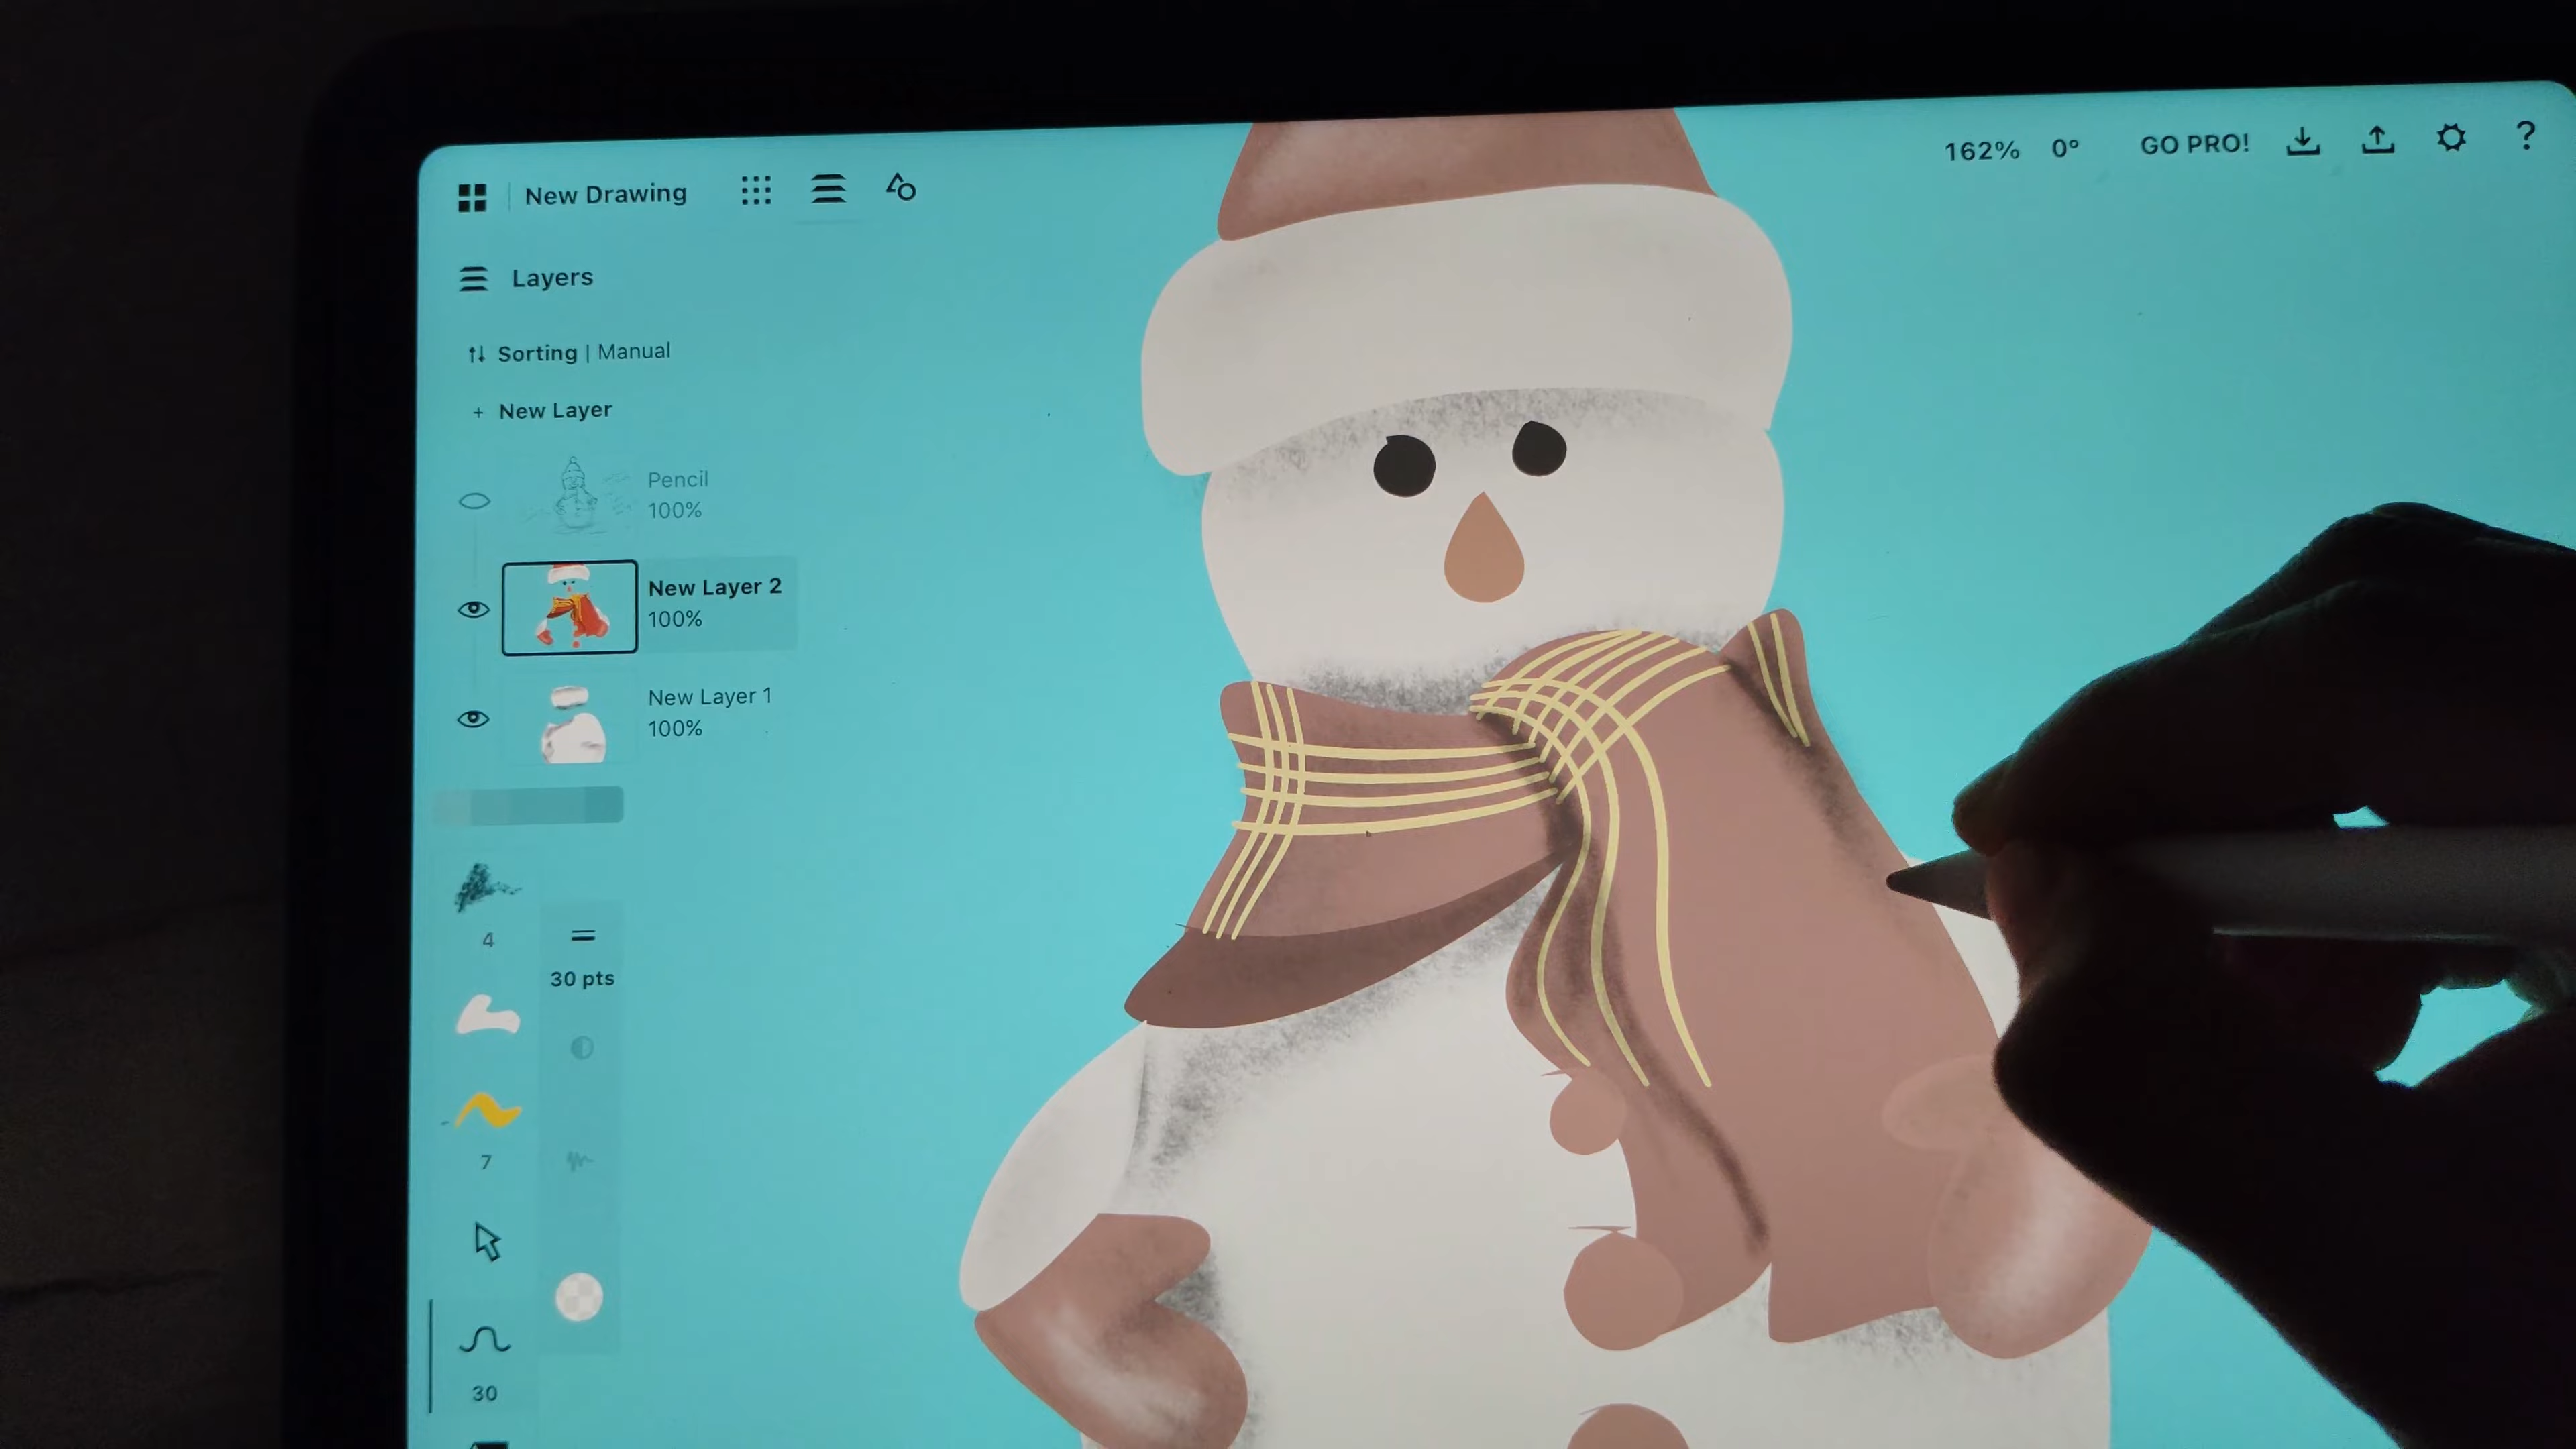 New Drawing
162% 0° GO PRO! ?
Layers
Sorting | Manual
+ New Layer
Pencil
100%
New Layer 2
100%
New Layer 1
100%
4
30 pts
7
30